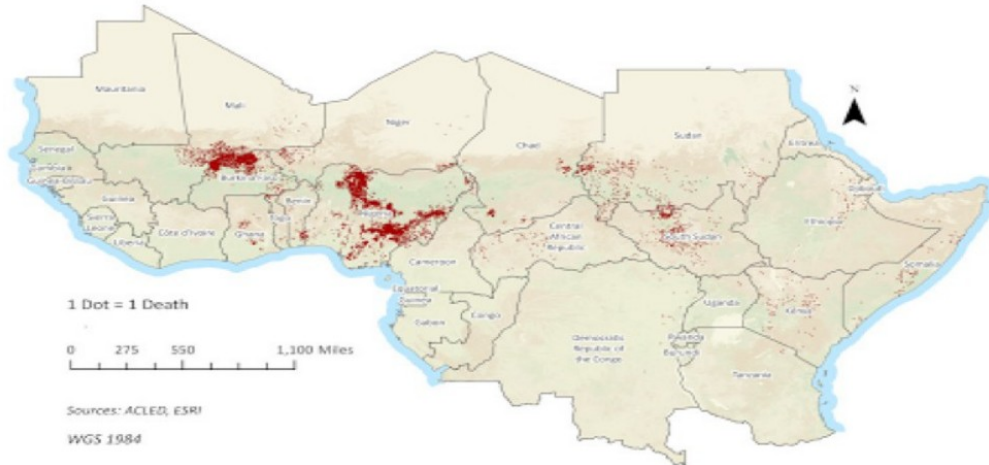 N
Mauritania
Mali
Niger
Chad
Sudan
Eritrea
Senegal
Gambia
Guinea-Bissau
Burkina Faso
Djibouti
Guinea
Benin
Togo
Nigeria
Ethiopia
Sierra
Leone
Côte d'Ivoire
Ghana
Central
African
Republic
South Sudan
Liberia
Cameroon
Somalia
1 Dot = 1 Death
Equatorial
Guinea
Uganda
Kenya
Gabon
Congo
Democratic
Republic of
the Congo
Rwanda
Burundi
0 275 550 1,100 Miles
Tanzania
Sources: ACLED, ESRI
WGS 1984